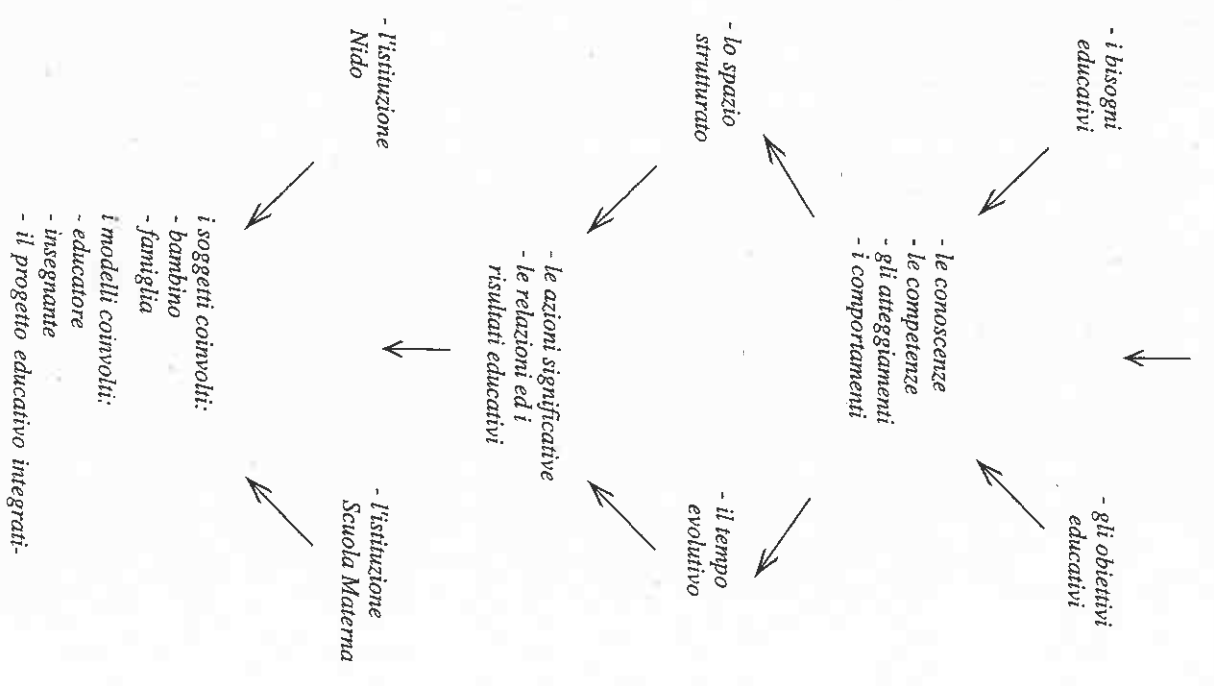 - i bisogni
educativi
- gli obiettivi
educativi
- le conoscenze
- le competenze
- gli atteggiamenti
- i comportamenti
- lo spazio
strutturato
- il tempo
evolutivo
- le azioni significative
- le relazioni ed i
risultati educativi
- l'istituzione
Nido
- l'istituzione
Scuola Materna
i soggetti coinvolti:
- bambino
- famiglia
i modelli coinvolti:
- educatore
- insegnante
- il progetto educativo integrati-